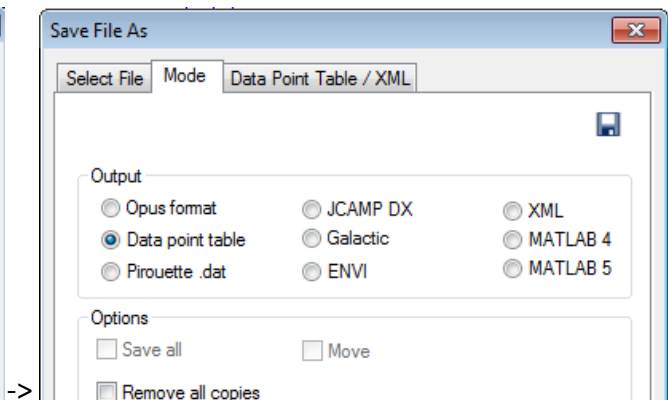 Save File As
Select File Mode Data Point Table / XML
Output
Opus format JCAMP DX XML
Data point table Galactic MATLAB 4
Pirouette .dat ENVI MATLAB 5
Options
Save all Move
-> Remove all copies